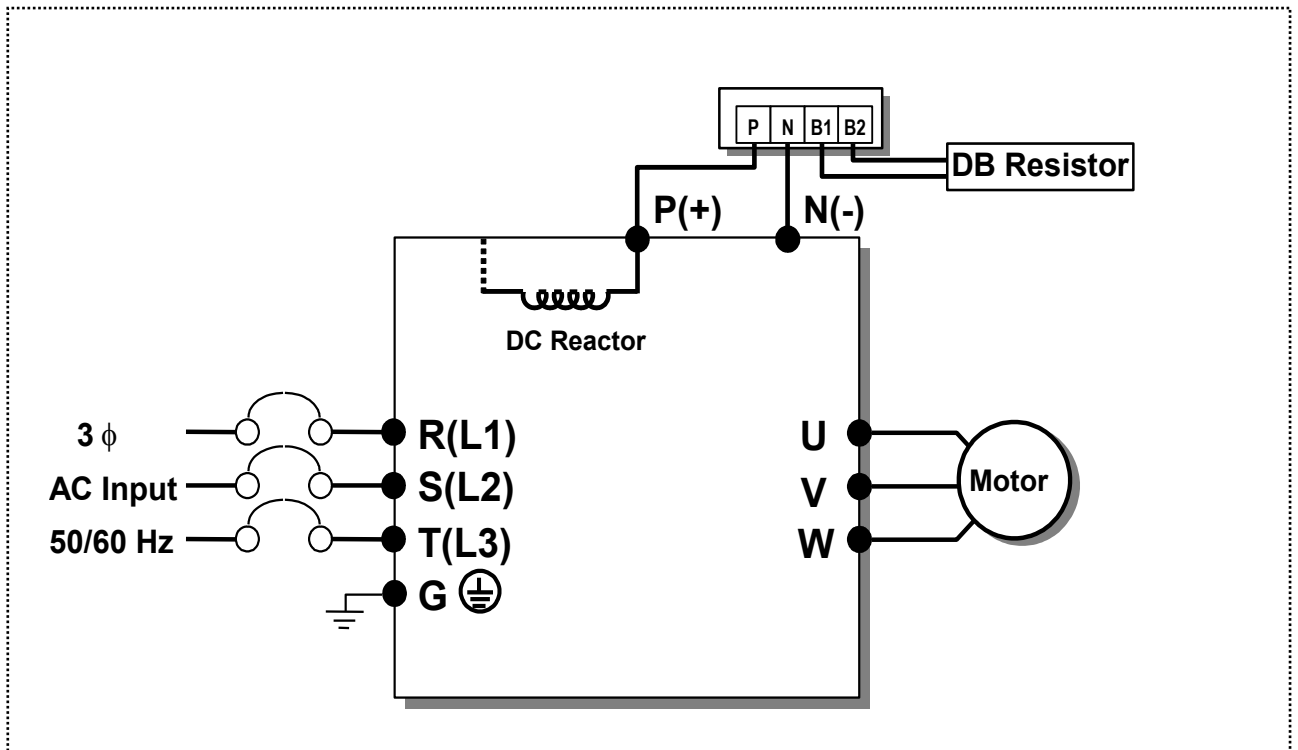 P N B1 B2
DB Resistor
P(+) N(-)
DC Reactor
3 ϕ
AC Input
50/60 Hz
R(L1)
S(L2)
T(L3)
G
U
V
W
Motor